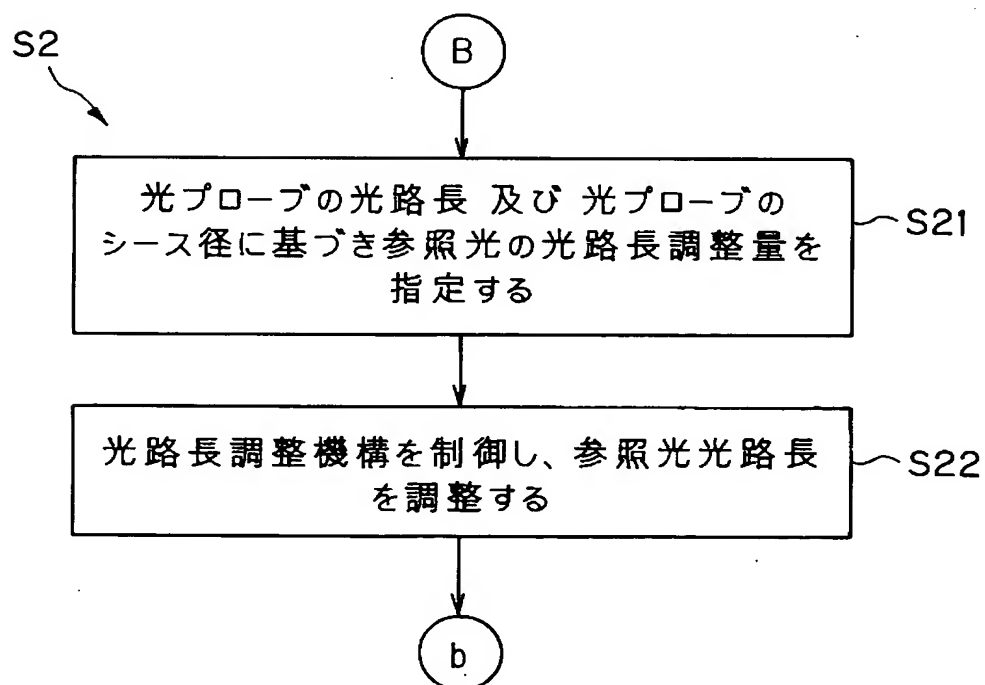 S2
B
光プローブの光路長 及び 光プローブの
シース径に基づき参照光の光路長調整量を
指定する
S21
光路長調整機構を制御し、参照光光路長
を調整する
S22
b